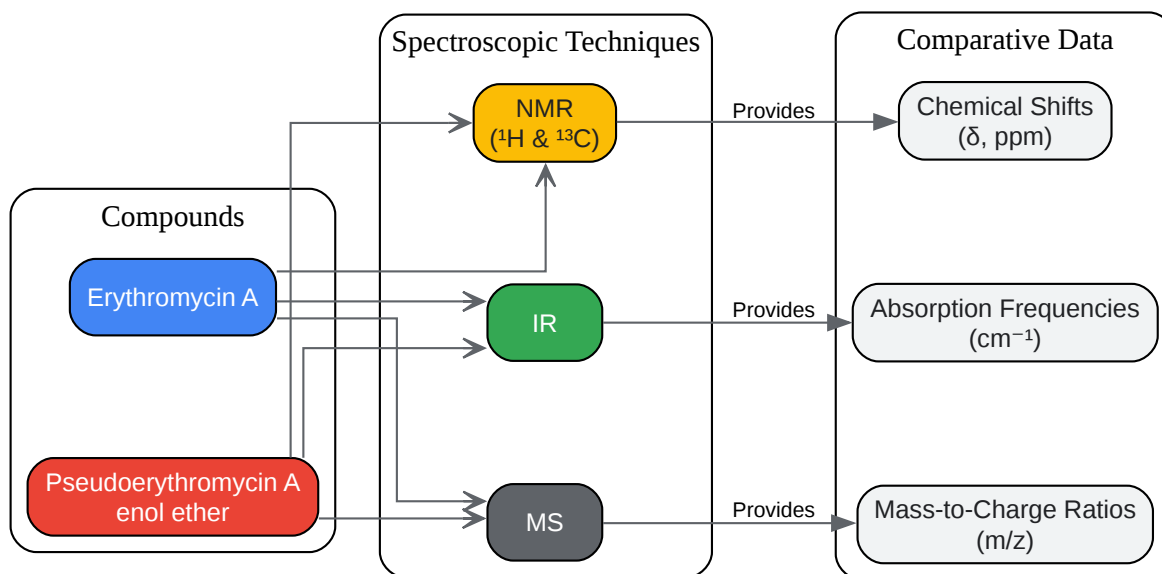 Compounds
Erythromycin A
Pseudoerythromycin A
enol ether
Spectroscopic Techniques
NMR
(¹H & ¹³C)
IR
MS
Provides
Provides
Provides
Comparative Data
Chemical Shifts
(δ, ppm)
Absorption Frequencies
(cm⁻¹)
Mass-to-Charge Ratios
(m/z)